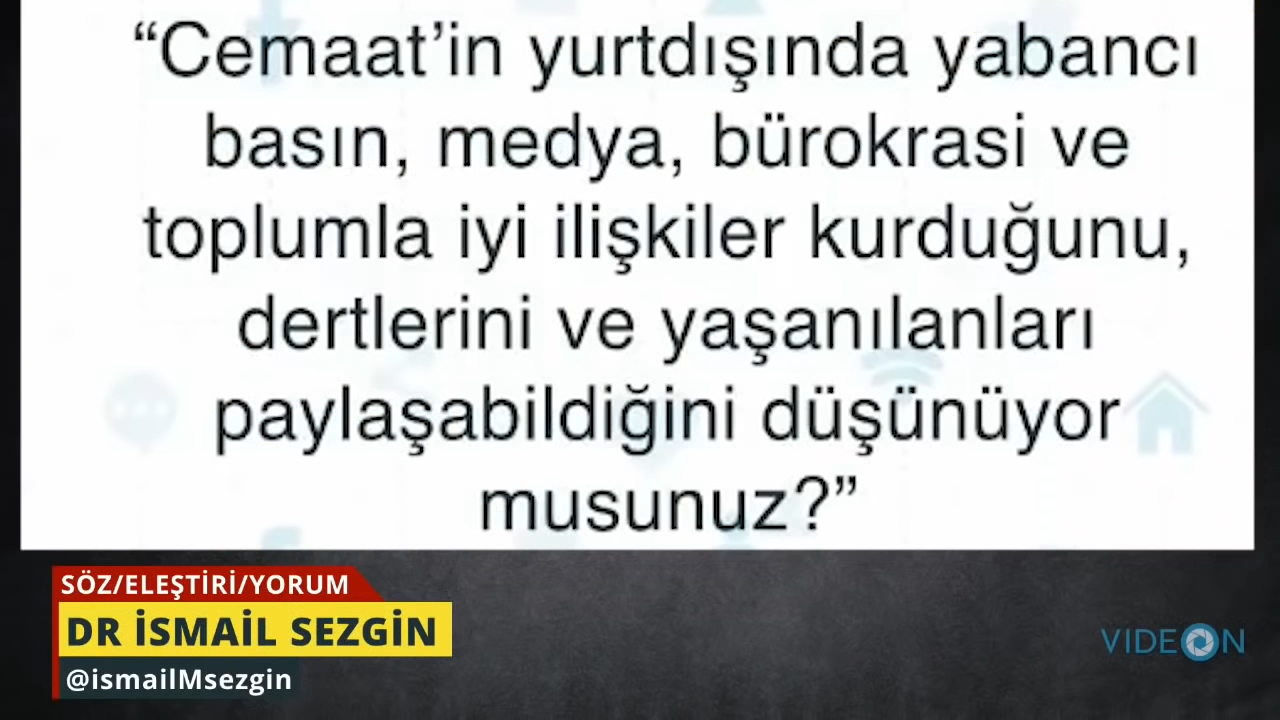 “Cemaat’in yurtdışında yabancı
basın, medya, bürokrasi ve
toplumla iyi ilişkiler kurduğunu,
dertlerini ve yaşanılanları
paylaşabildiğini düşünüyor
musunuz?”
SÖZ/ELEŞTİRİ/YORUM
DR İSMAİL SEZGİN
@ismailMsezgin
VIDEON